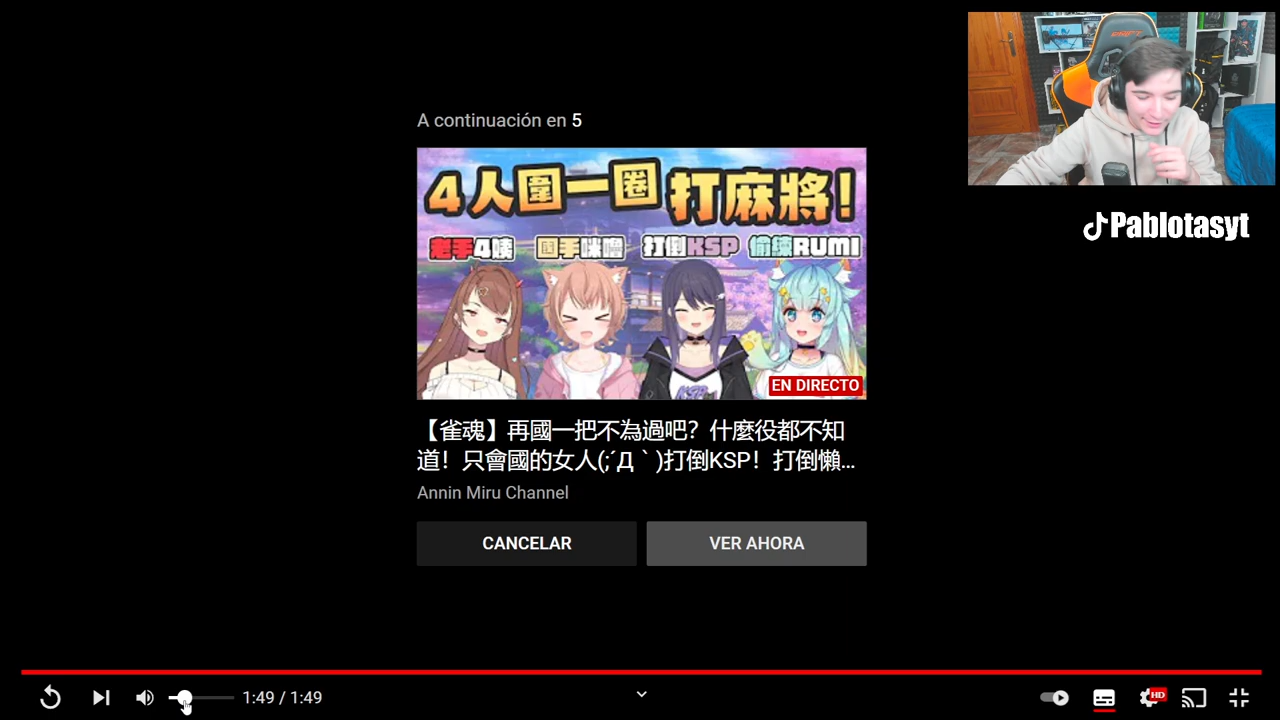 A continuación en 5
4人圍一圈 打麻將!
老手4姨 國手咪嚕 打倒KSP 偷練RUMI
EN DIRECTO
【雀魂】再國一把不為過吧？什麼役都不知
道！只會國的女人(;´Д｀)打倒KSP！打倒懶...
Annin Miru Channel
CANCELAR
VER AHORA
Pablotasyt
1:49 / 1:49
HD